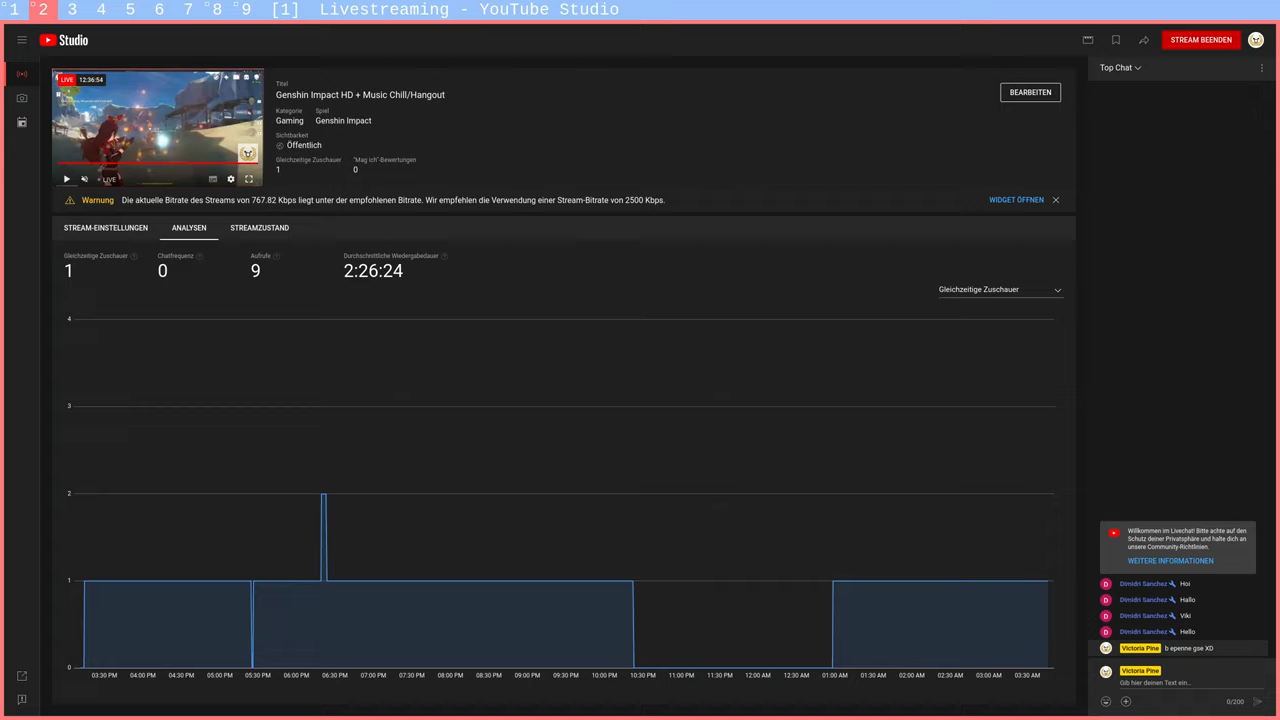 1 2 3 4 5 6 7 8 9 [1] Livestreaming - YouTube Studio
Studio
STREAM BEENDEN
LIVE 12:36:54
LIVE
Titel
Genshin Impact HD + Music Chill/Hangout
Kategorie Spiel
Gaming Genshin Impact
Sichtbarkeit
Öffentlich
Gleichzeitige Zuschauer "Mag ich"-Bewertungen
1 0
BEARBEITEN
Warnung Die aktuelle Bitrate des Streams von 767.82 Kbps liegt unter der empfohlenen Bitrate. Wir empfehlen die Verwendung einer Stream-Bitrate von 2500 Kbps.
WIDGET ÖFFNEN
STREAM-EINSTELLUNGEN ANALYSEN STREAMZUSTAND
Gleichzeitige Zuschauer Chatfrequenz Aufrufe Durchschnittliche Wiedergabedauer
1 0 9 2:26:24
Gleichzeitige Zuschauer
4
3
2
1
0
03:30 PM 04:00 PM 04:30 PM 05:00 PM 05:30 PM 06:00 PM 06:30 PM 07:00 PM 07:30 PM 08:00 PM 08:30 PM 09:00 PM 09:30 PM 10:00 PM 10:30 PM 11:00 PM 11:30 PM 12:00 AM 12:30 AM 01:00 AM 01:30 AM 02:00 AM 02:30 AM 03:00 AM 03:30 AM
Top Chat
Willkommen im Livechat! Bitte achte auf den
Schutz deiner Privatsphäre und halte dich an
unsere Community-Richtlinien.
WEITERE INFORMATIONEN
D Dimidri Sanchez Hoi
D Dimidri Sanchez Hallo
D Dimidri Sanchez Viki
D Dimidri Sanchez Hello
Victoria Pine b epenne gse XD
Victoria Pine
Gib hier deinen Text ein...
0/200